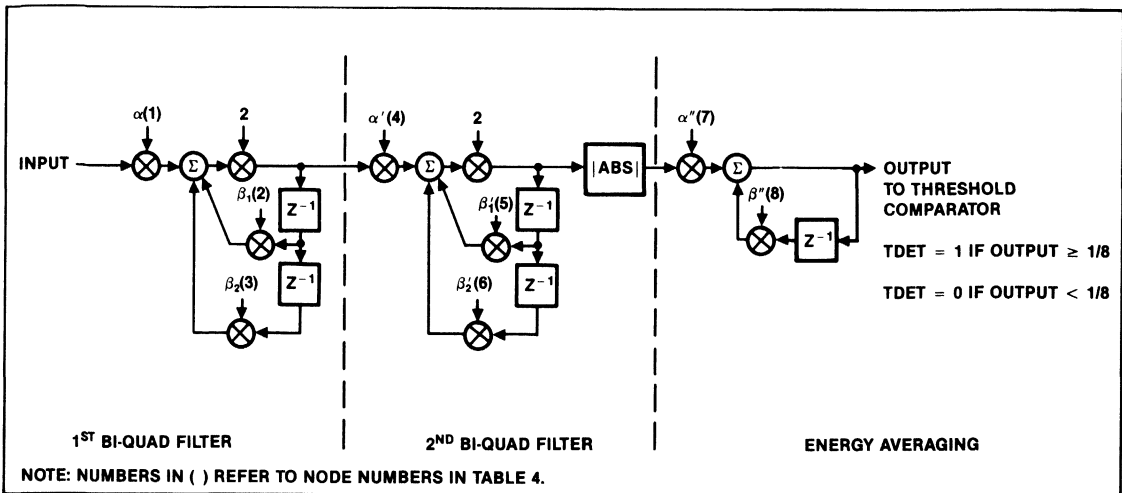 INPUT
α(1)
2
Σ
β₁(2)
Z⁻¹
β₂(3)
Z⁻¹
α'(4)
2
Σ
β₁'(5)
Z⁻¹
β₂'(6)
Z⁻¹
|ABS|
α''(7)
Σ
β''(8)
Z⁻¹
OUTPUT
TO THRESHOLD
COMPARATOR
TDET = 1 IF OUTPUT ≥ 1/8
TDET = 0 IF OUTPUT < 1/8
1ST BI-QUAD FILTER
2ND BI-QUAD FILTER
ENERGY AVERAGING
NOTE: NUMBERS IN ( ) REFER TO NODE NUMBERS IN TABLE 4.